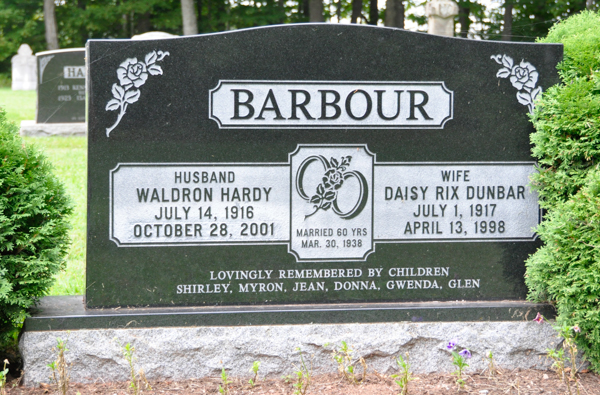 BARBOUR
HUSBAND
WALDRON HARDY
JULY 14, 1916
OCTOBER 28, 2001
MARRIED 60 YRS
MAR. 30, 1938
WIFE
DAISY RIX DUNBAR
JULY 1, 1917
APRIL 13, 1998
LOVINGLY REMEMBERED BY CHILDREN
SHIRLEY, MYRON, JEAN, DONNA, GWENDA, GLEN